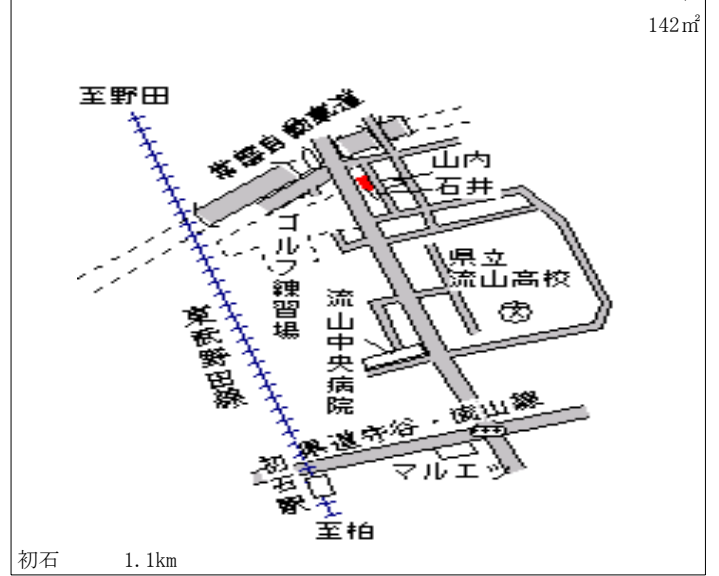 142㎡
至野田
常磐自動車道
山内
石井
ゴルフ練習場
県立
流山高校
流山中央病院
東武野田線
県道守谷・流山線
マルエツ
初石駅
至柏
初石 1.1km